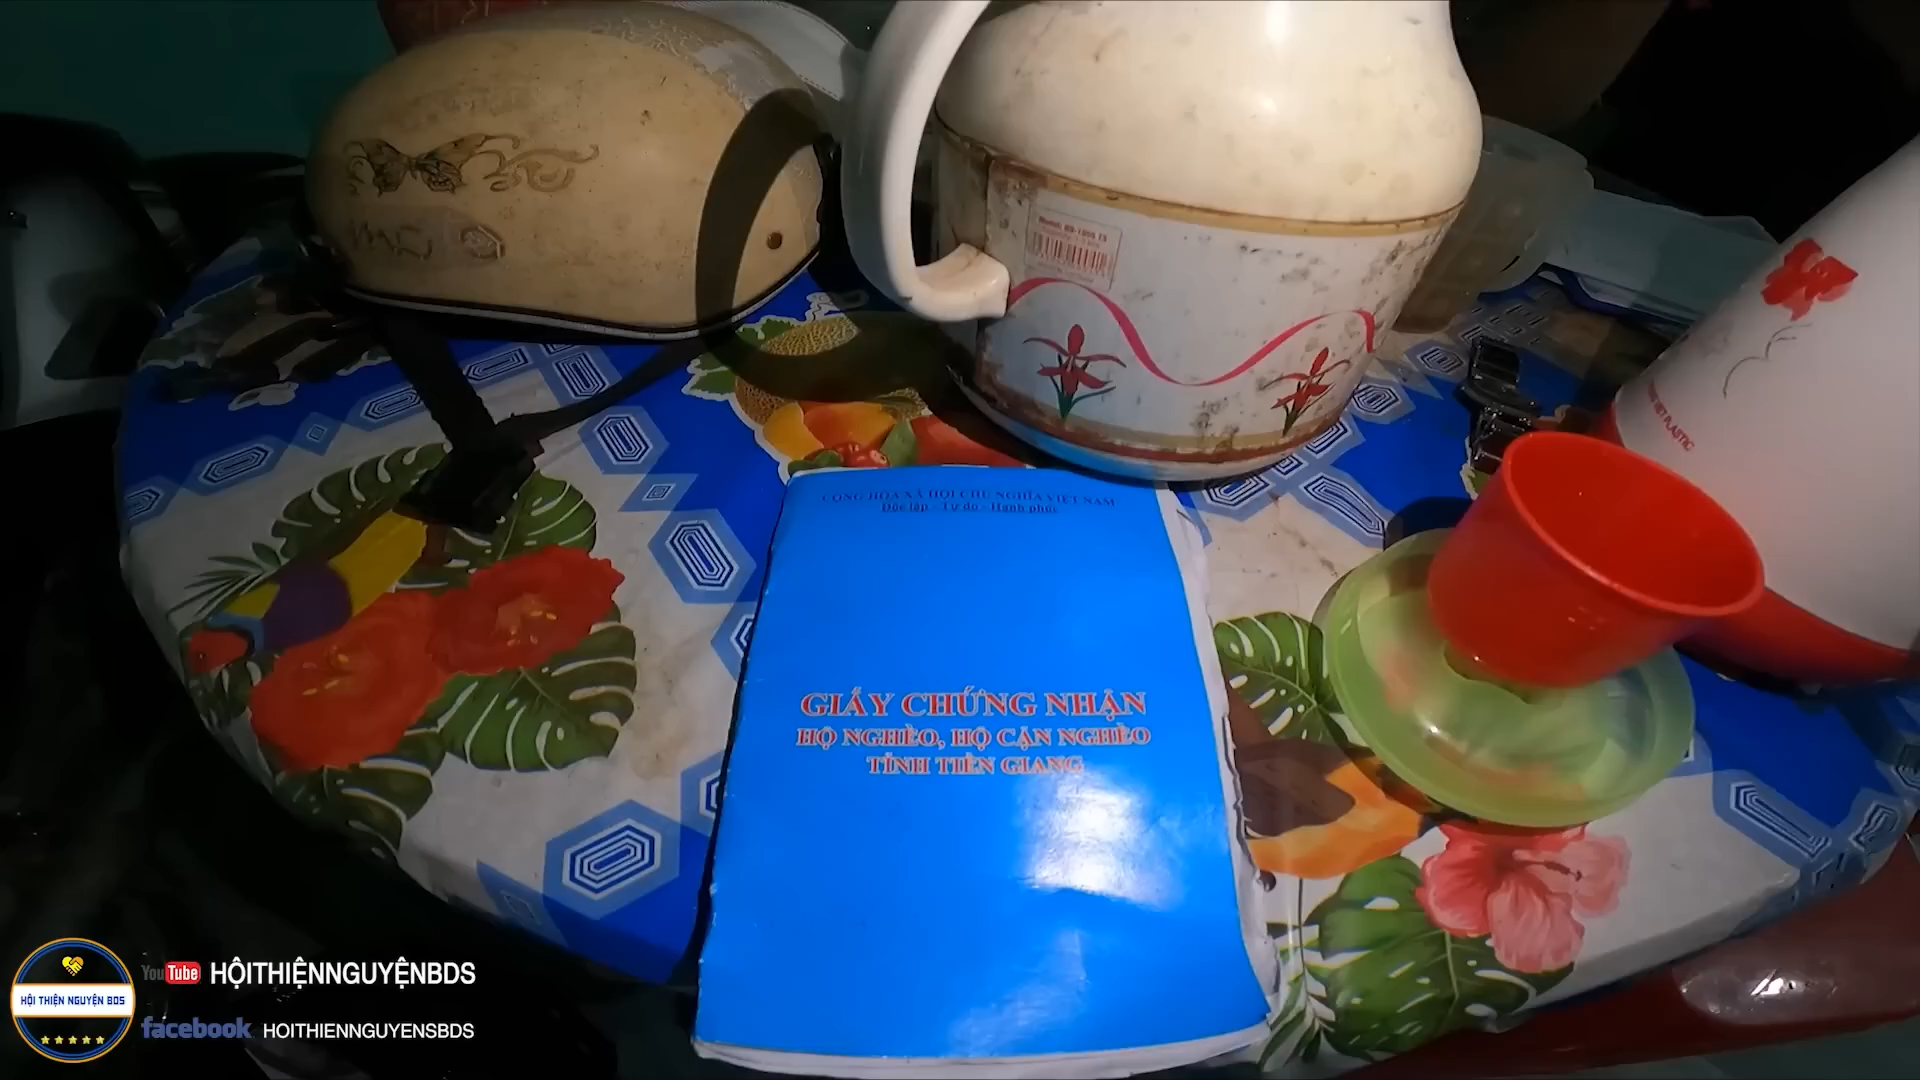 CỘNG HÒA XÃ HỘI CHỦ NGHĨA VIỆT NAM
Độc lập - Tự do - Hạnh phúc
GIẤY CHỨNG NHẬN
HỘ NGHÈO, HỘ CẬN NGHÈO
TỈNH TIỀN GIANG
HỘI THIỆN NGUYỆN BDS
YouTube HỘITHIỆNNGUYỆNBDS
facebook HOITHIENNGUYENSBDS